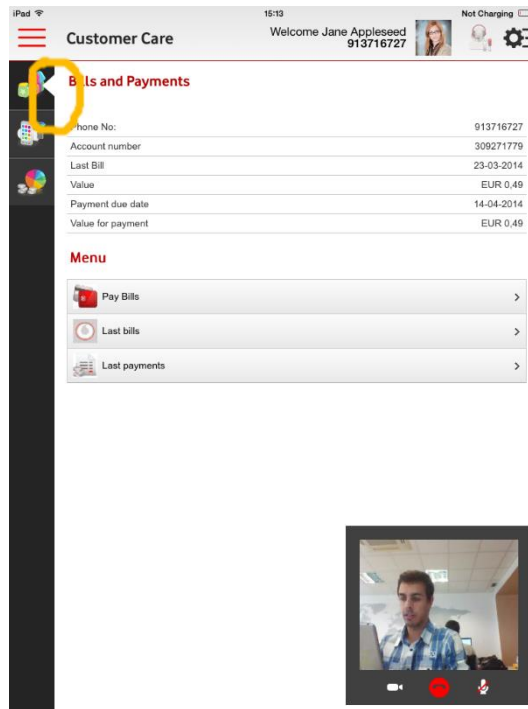 iPad 15:13 Not Charging
Customer Care
Welcome Jane Appleseed
913716727
Bills and Payments
Phone No: 913716727
Account number 309271779
Last Bill 23-03-2014
Value EUR 0,49
Payment due date 14-04-2014
Value for payment EUR 0,49
Menu
Pay Bills
Last bills
Last payments